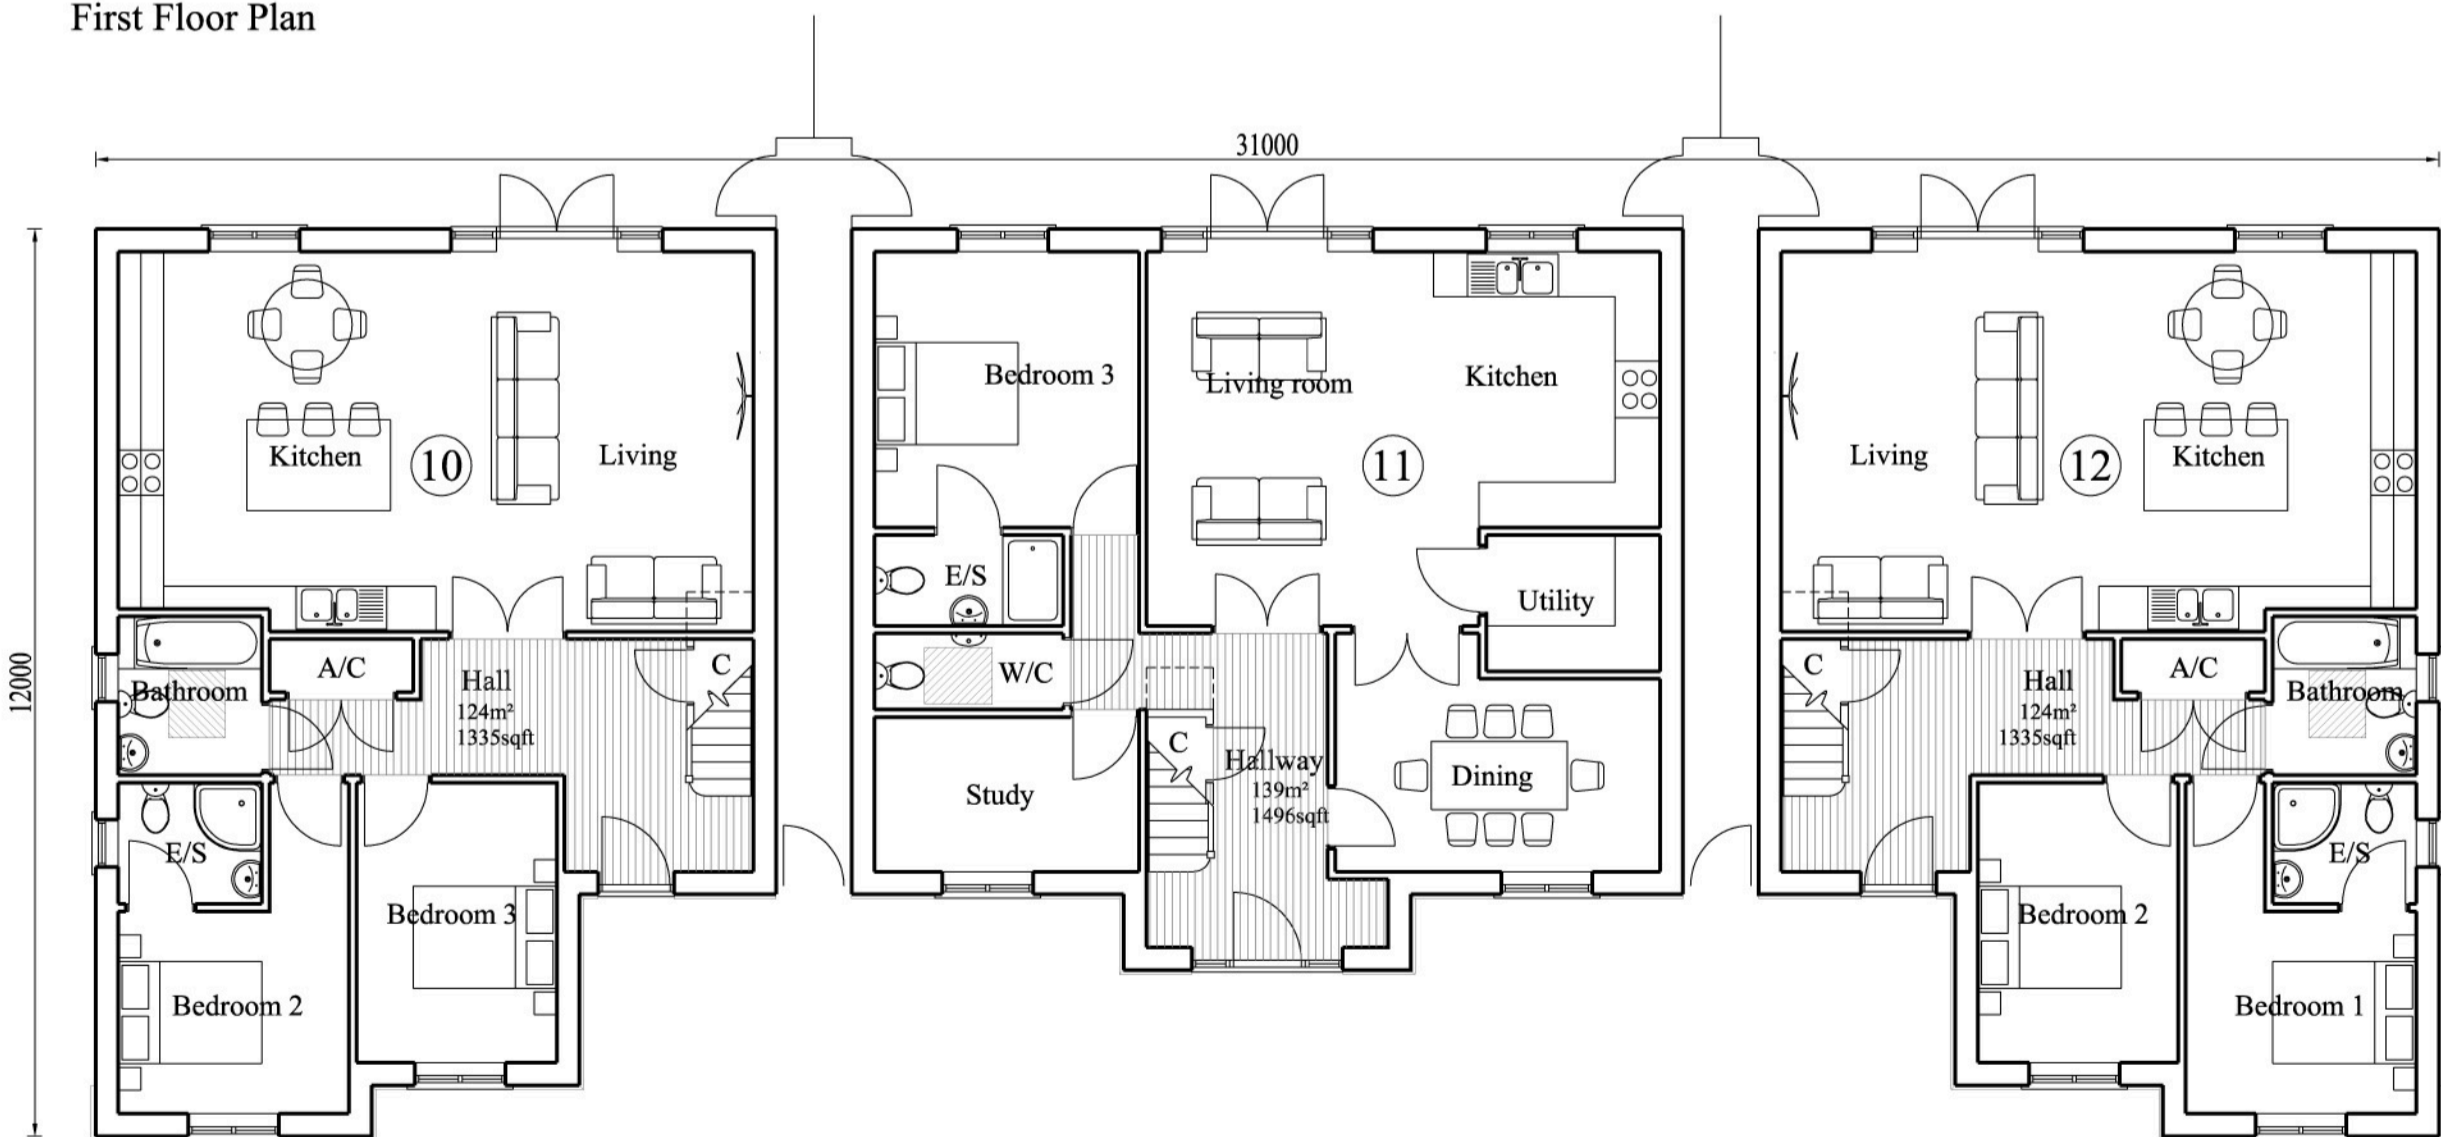 First Floor Plan
31000
12000
Kitchen
10
Living
Bathroom
A/C
Hall
124m²
1335sqft
C
E/S
Bedroom 3
Bedroom 2
Bedroom 3
Living room
Kitchen
11
E/S
Utility
W/C
C
Hallway
139m²
1496sqft
Study
Dining
Living
12
Kitchen
C
Hall
124m²
1335sqft
A/C
Bathroom
E/S
Bedroom 2
Bedroom 1